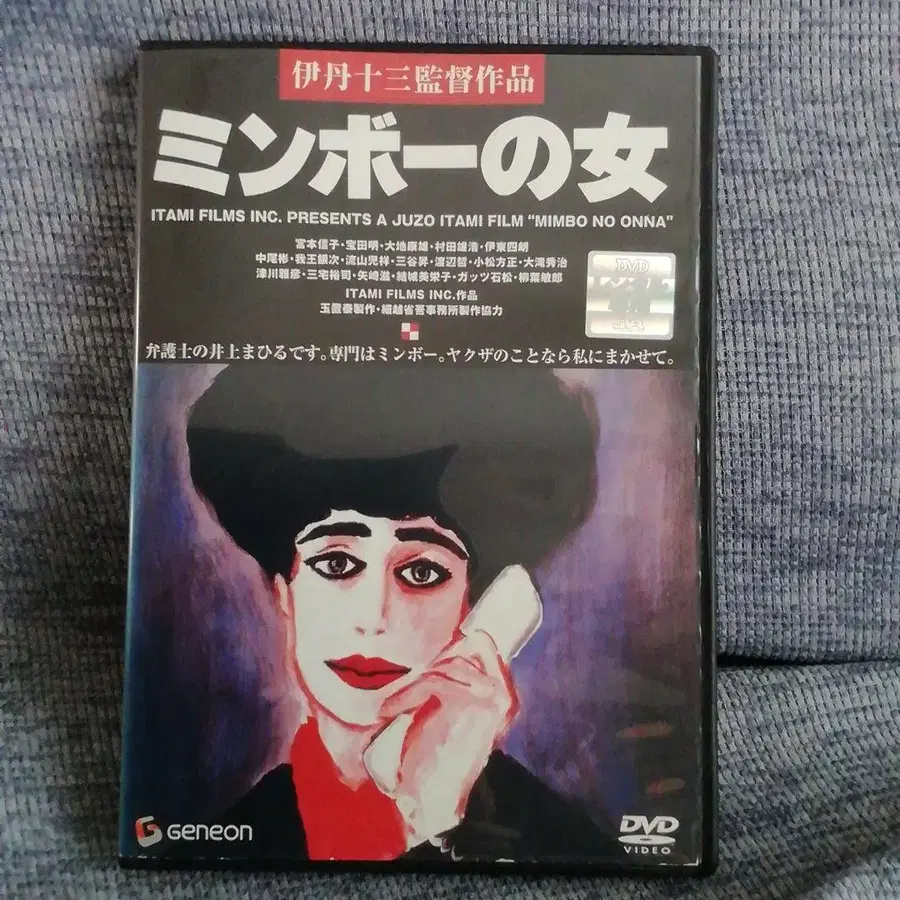 伊丹十三監督作品
ミンボーの女
ITAMI FILMS INC. PRESENTS A JUZO ITAMI FILM "MIMBO NO ONNA"
宮本信子・宝田明・大地康雄・村田雄浩・伊東四朗
中尾彬・我王銀次・流山児祥・三谷昇・渡辺哲・小松方正・大滝秀治
津川雅彦・三宅裕司・矢崎滋・結城美栄子・ガッツ石松・柳葉敏郎
ITAMI FILMS INC.作品
玉置泰製作・細越省吾事務所製作協力
DVD
弁護士の井上まひるです。専門はミンボー。ヤクザのことなら私にまかせて。
GENEON
DVD
VIDEO